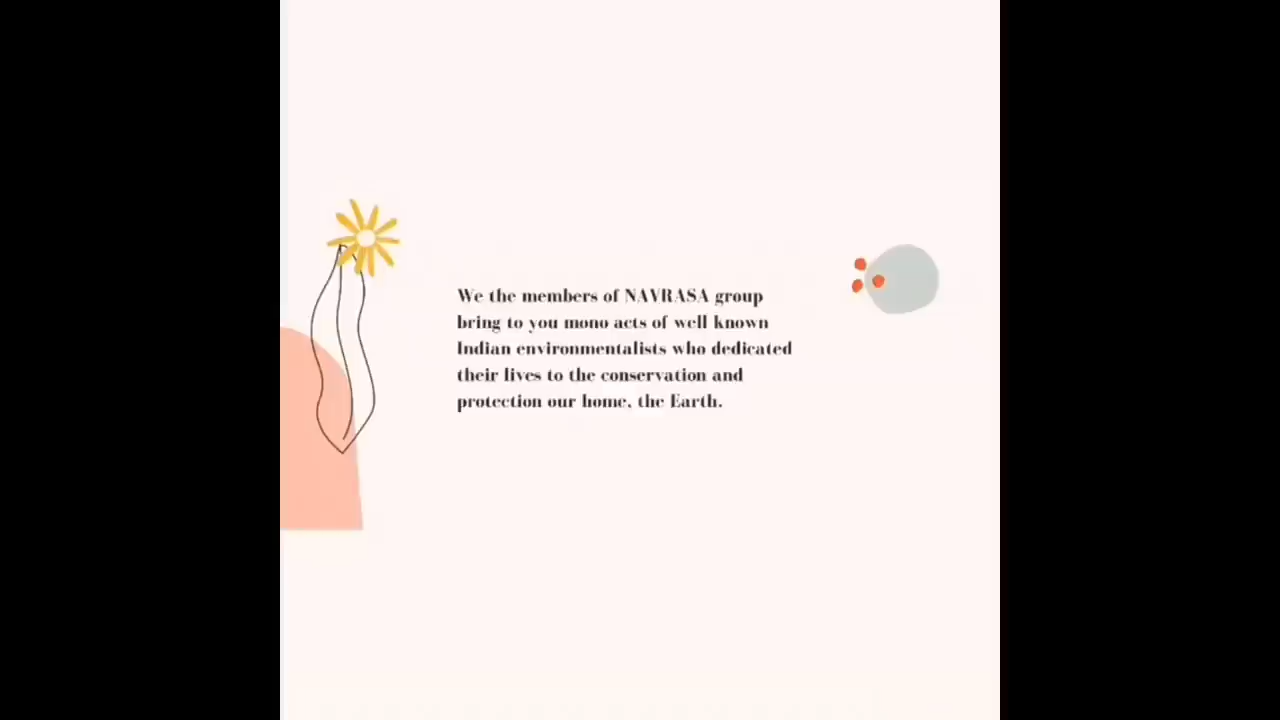 We the members of NAVRASA group
bring to you mono acts of well known
Indian environmentalists who dedicated
their lives to the conservation and
protection our home, the Earth.